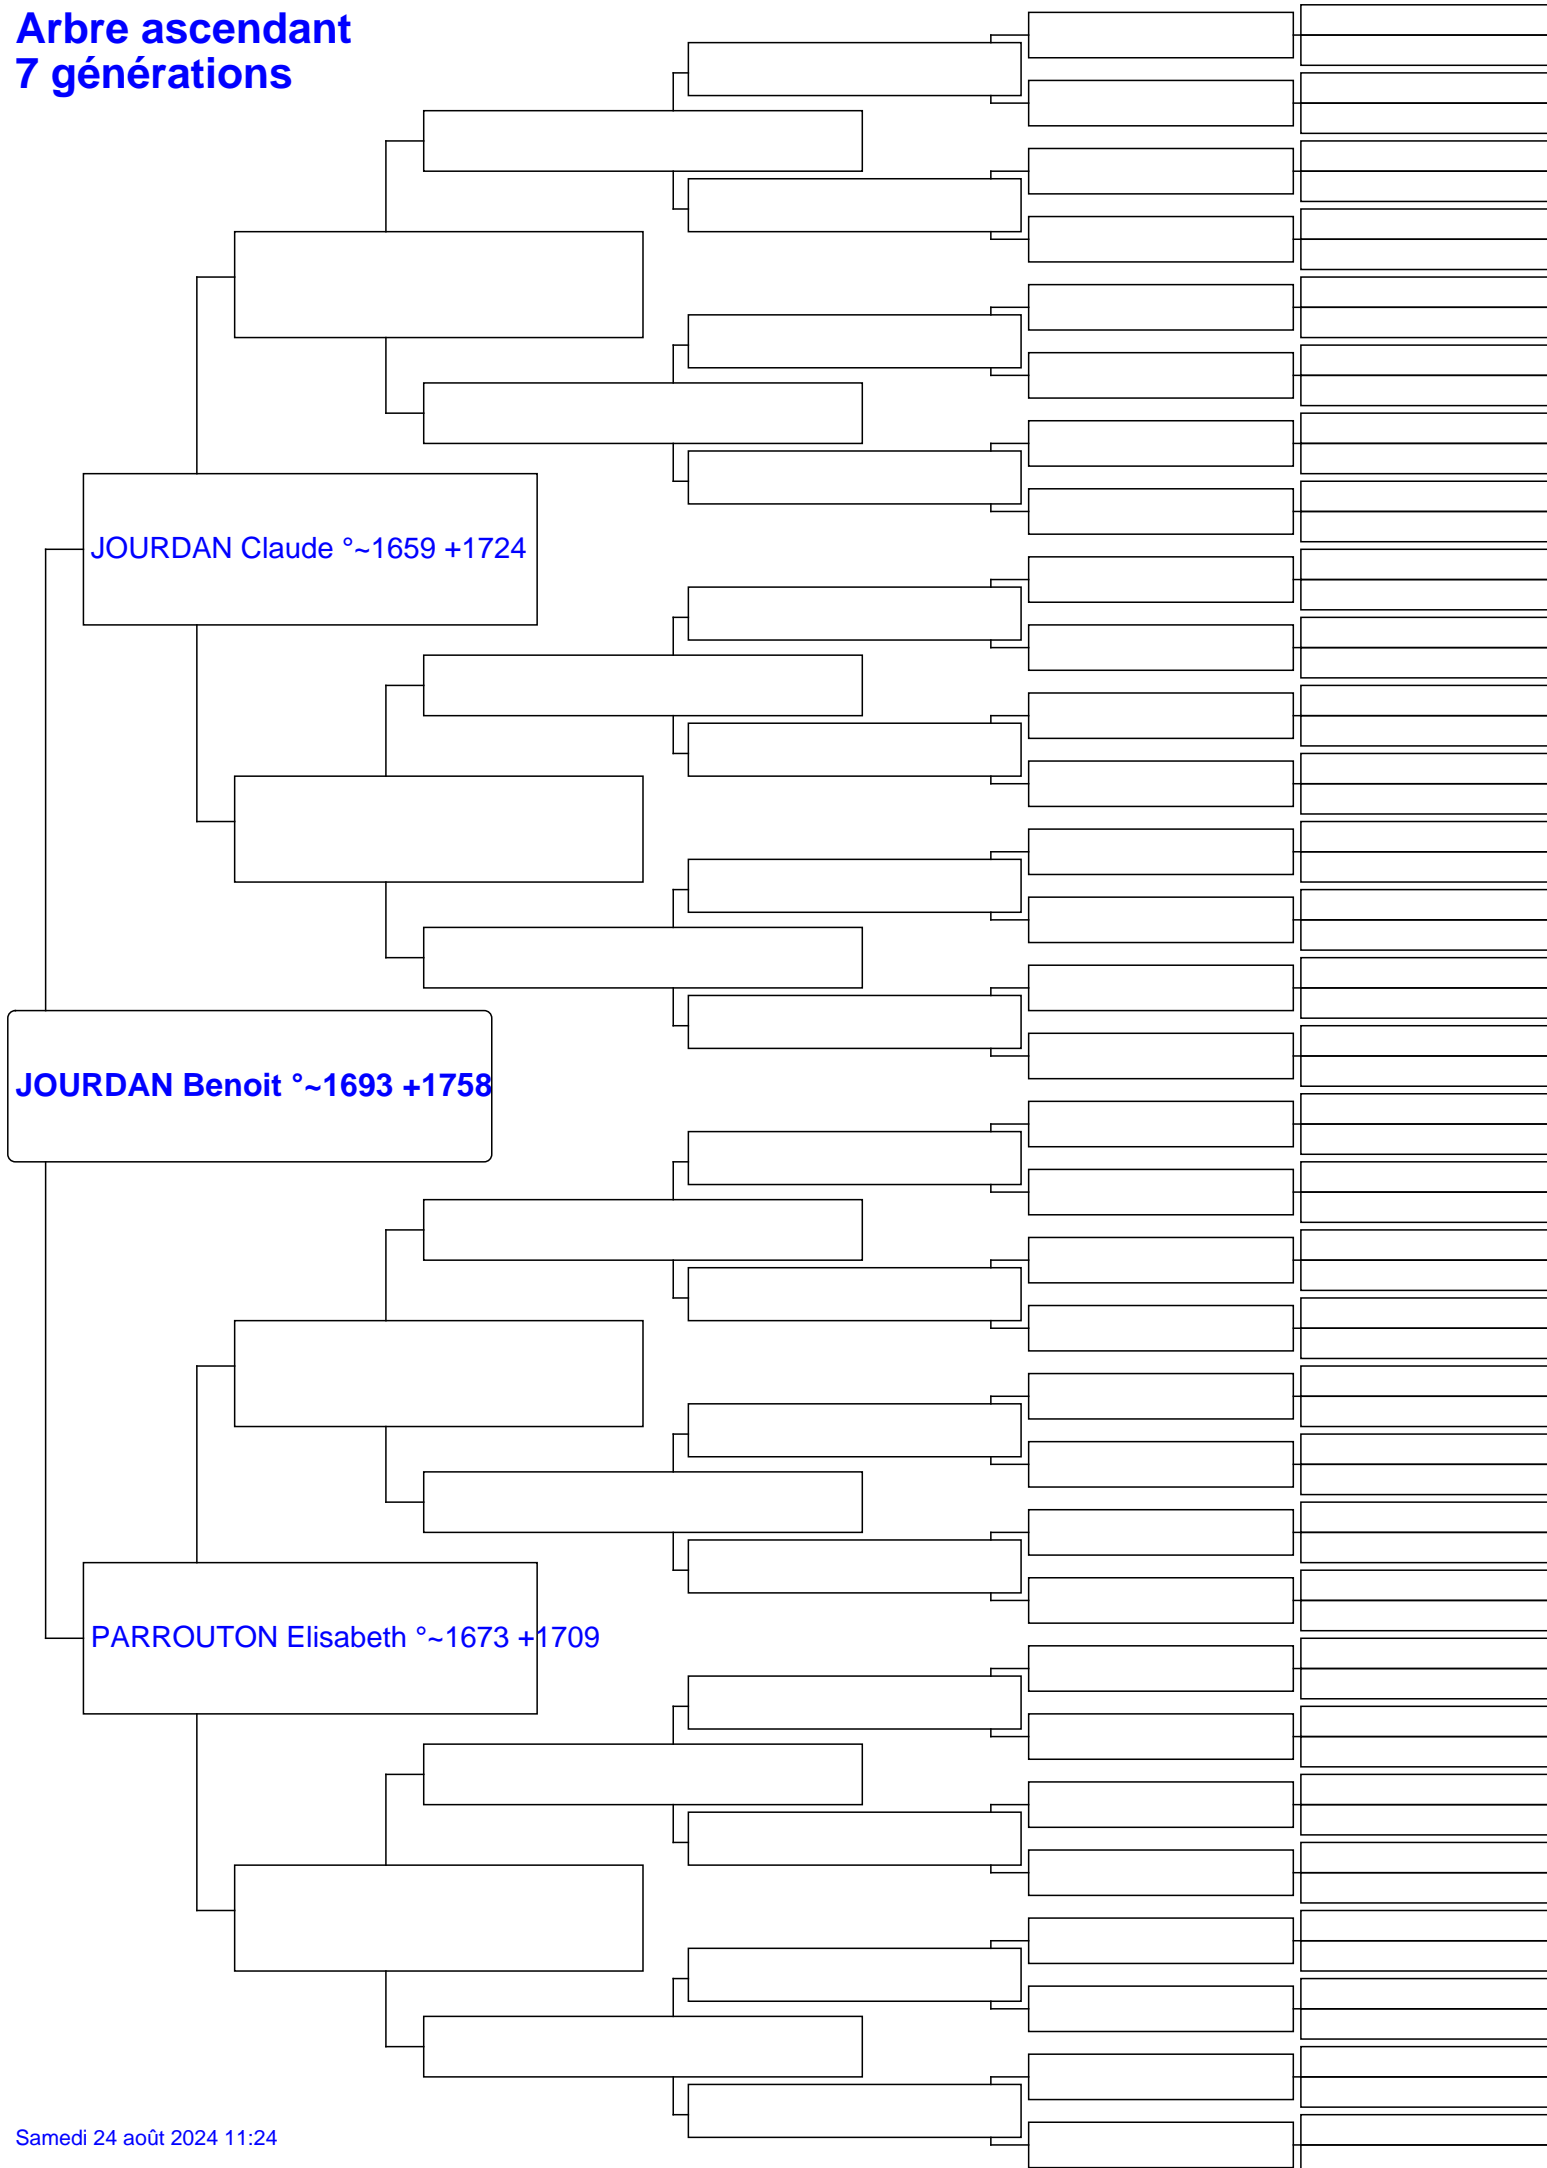 Arbre ascendant
7 générations
JOURDAN Claude °~1659 +1724
JOURDAN Benoit °~1693 +1758
PARROUTON Elisabeth °~1673 +1709
Samedi 24 août 2024 11:24